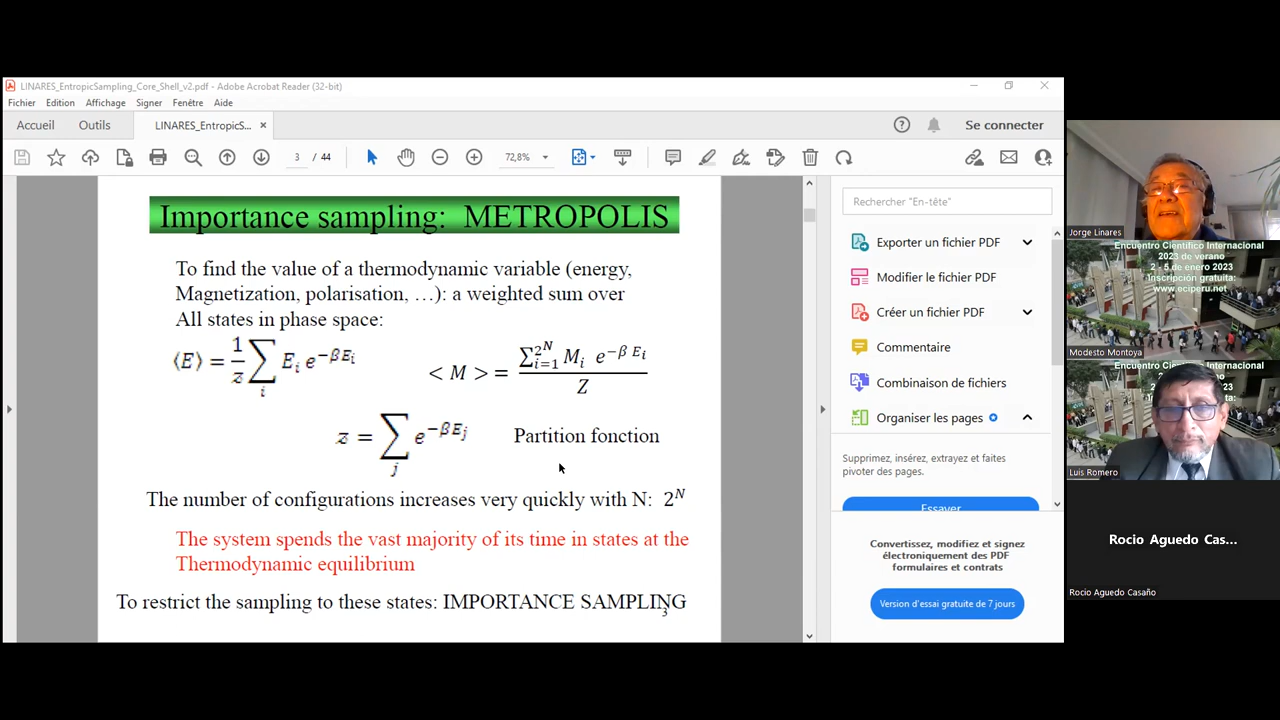 LINARES_EntropicSampling_Core_Shell_v2.pdf - Adobe Acrobat Reader (32-bit)
Fichier Edition Affichage Signer Fenêtre Aide
Accueil Outils LINARES_EntropicS... × Se connecter
3 / 44 72,8%
Importance sampling: METROPOLIS
To find the value of a thermodynamic variable (energy,
Magnetization, polarisation, …): a weighted sum over
All states in phase space:
⟨E⟩ = 1/z ∑_i E_i e^{−βE_i}
< M > = ∑_{i=1}^{2^N} M_i e^{−β E_i} / Z
z = ∑_j e^{−βE_j} Partition fonction
The number of configurations increases very quickly with N: 2^N
The system spends the vast majority of its time in states at the
Thermodynamic equilibrium
To restrict the sampling to these states: IMPORTANCE SAMPLING
3
Rechercher "En-tête"
Exporter un fichier PDF
Modifier le fichier PDF
Créer un fichier PDF
Commentaire
Combinaison de fichiers
Organiser les pages
Supprimez, insérez, extrayez et faites
pivoter des pages.
Essayer
Convertissez, modifiez et signez
électroniquement des PDF
formulaires et contrats
Version d'essai gratuite de 7 jours
Jorge Linares
Encuentro Científico Internacional
2023 de verano
2 - 5 de enero 2023
Inscripción gratuita:
www.eciperu.net
Modesto Montoya
Luis Romero
Rocio Aguedo Cas...
Rocio Aguedo Casaño